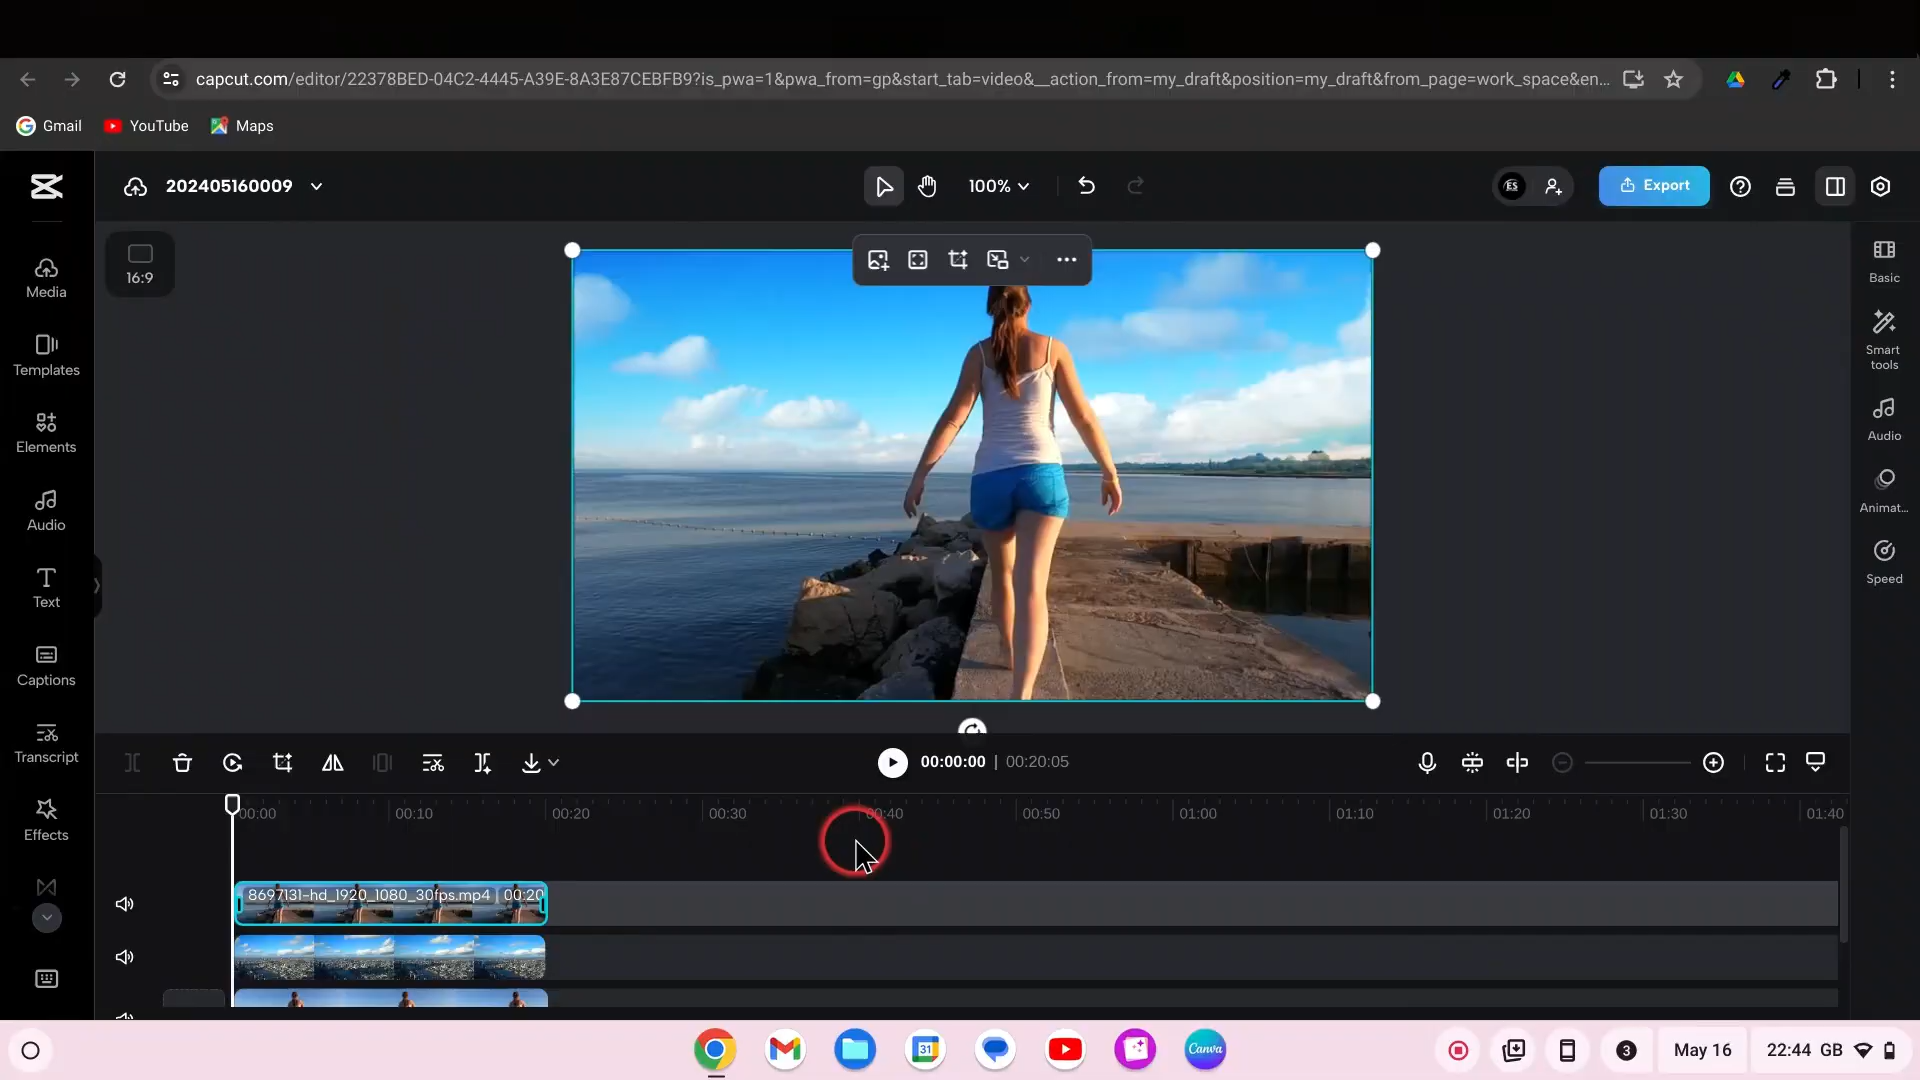 capcut.com/editor/22378BED-04C2-4445-A39E-8A3E87CEBFB9?is_pwa=1&pwa_from=gp&start_tab=video&__action_from=my_draft&position=my_draft&from_page=work_space&en...
Gmail
YouTube
Maps
202405160009
100%
ES
Export
16:9
Media
Templates
Elements
Audio
Text
Captions
Transcript
Effects
Basic
Smart
tools
Audio
Animat...
Speed
00:00:00 | 00:20:05
00:00
00:10
00:20
00:30
00:40
00:50
01:00
01:10
01:20
01:30
01:40
8697131-hd_1920_1080_30fps.mp4
00:20
31
Canva
3
May 16
22:44 GB